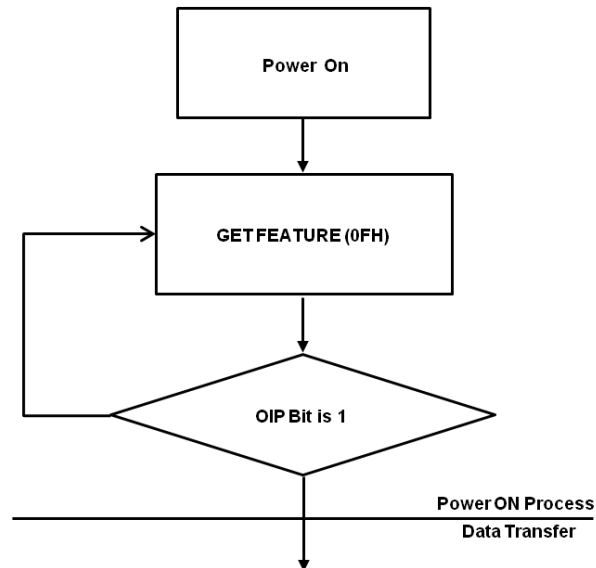 Power On
GET FEATURE (0FH)
OIP Bit is 1
Power ON Process
Data Transfer